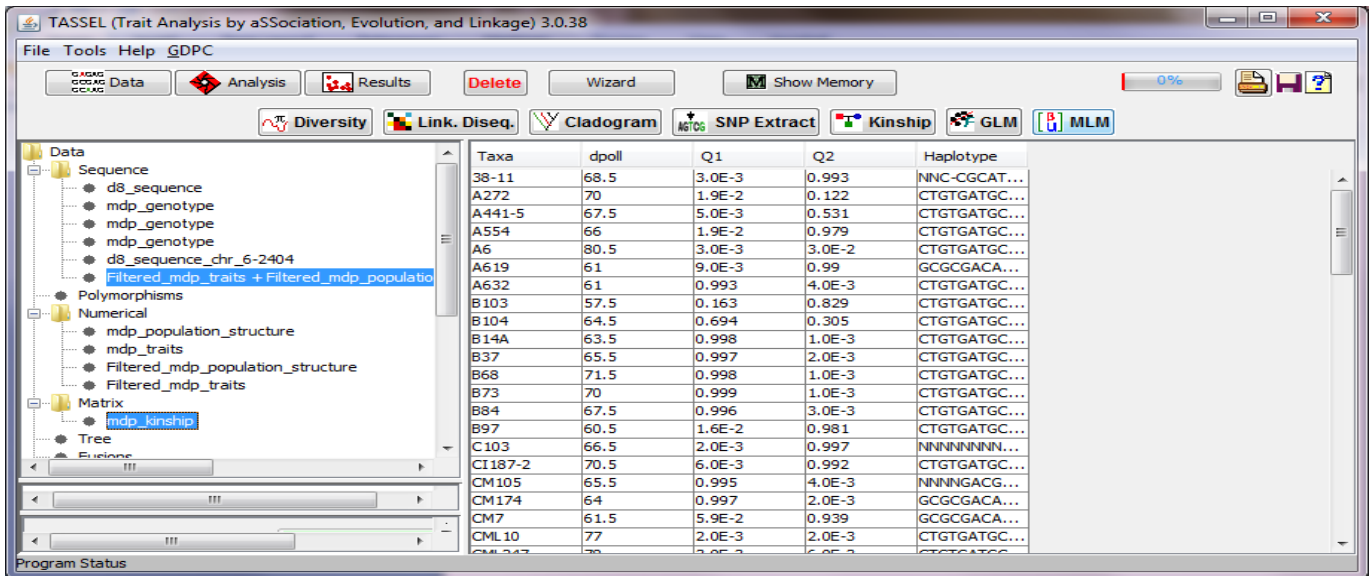 TASSEL (Trait Analysis by aSSociation, Evolution, and Linkage) 3.0.38
File Tools Help GDPC
Data Analysis Results Delete Wizard Show Memory 0%
Diversity Link. Diseq. Cladogram SNP Extract Kinship GLM MLM
Data
Sequence
d8_sequence
mdp_genotype
mdp_genotype
mdp_genotype
d8_sequence_chr_6-2404
Filtered_mdp_traits + Filtered_mdp_populatio
Polymorphisms
Numerical
mdp_population_structure
mdp_traits
Filtered_mdp_population_structure
Filtered_mdp_traits
Matrix
mdp_kinship
Tree
Fusions
Taxa dpoll Q1 Q2 Haplotype
38-11 68.5 3.0E-3 0.993 NNC-CGCAT...
A272 70 1.9E-2 0.122 CTGTGATGC...
A441-5 67.5 5.0E-3 0.531 CTGTGATGC...
A554 66 1.9E-2 0.979 CTGTGATGC...
A6 80.5 3.0E-3 3.0E-2 CTGTGATGC...
A619 61 9.0E-3 0.99 GCGCGACA...
A632 61 0.993 4.0E-3 CTGTGATGC...
B103 57.5 0.163 0.829 CTGTGATGC...
B104 64.5 0.694 0.305 CTGTGATGC...
B14A 63.5 0.998 1.0E-3 CTGTGATGC...
B37 65.5 0.997 2.0E-3 CTGTGATGC...
B68 71.5 0.998 1.0E-3 CTGTGATGC...
B73 70 0.999 1.0E-3 CTGTGATGC...
B84 67.5 0.996 3.0E-3 CTGTGATGC...
B97 60.5 1.6E-2 0.981 CTGTGATGC...
C103 66.5 2.0E-3 0.997 NNNNNNNN...
CI187-2 70.5 6.0E-3 0.992 CTGTGATGC...
CM105 65.5 0.995 4.0E-3 NNNNGACG...
CM174 64 0.997 2.0E-3 GCGCGACA...
CM7 61.5 5.9E-2 0.939 GCGCGACA...
CML10 77 2.0E-3 2.0E-3 CTGTGATGC...
Program Status